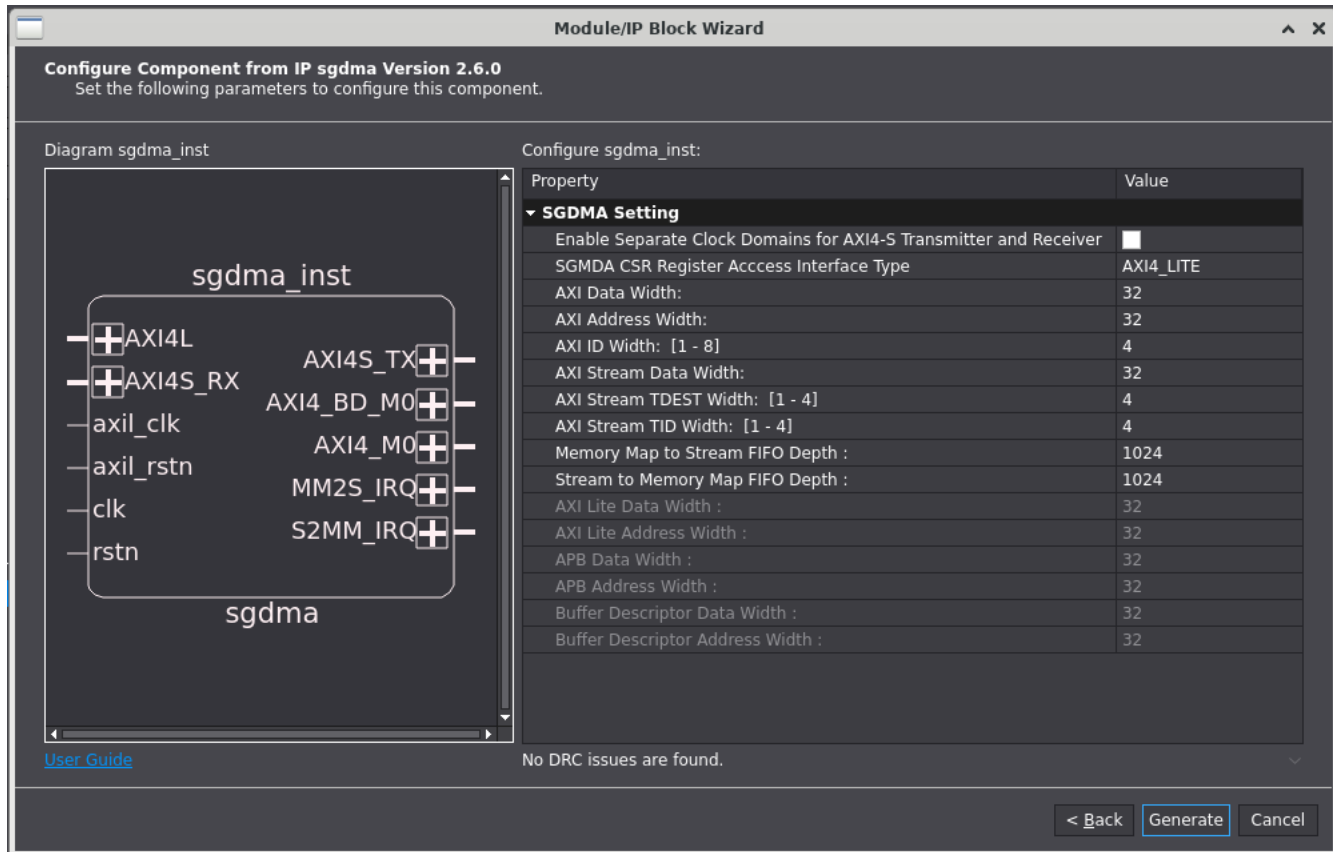 Module/IP Block Wizard
Configure Component from IP sgdma Version 2.6.0
Set the following parameters to configure this component.
Diagram sgdma_inst
sgdma_inst
AXI4L
AXI4S_RX
axil_clk
axil_rstn
clk
rstn
AXI4S_TX
AXI4_BD_M0
AXI4_M0
MM2S_IRQ
S2MM_IRQ
sgdma
User Guide
Configure sgdma_inst:
Property Value
SGDMA Setting
Enable Separate Clock Domains for AXI4-S Transmitter and Receiver
SGMDA CSR Register Acccess Interface Type AXI4_LITE
AXI Data Width: 32
AXI Address Width: 32
AXI ID Width: [1 - 8] 4
AXI Stream Data Width: 32
AXI Stream TDEST Width: [1 - 4] 4
AXI Stream TID Width: [1 - 4] 4
Memory Map to Stream FIFO Depth : 1024
Stream to Memory Map FIFO Depth : 1024
AXI Lite Data Width : 32
AXI Lite Address Width : 32
APB Data Width : 32
APB Address Width : 32
Buffer Descriptor Data Width : 32
Buffer Descriptor Address Width : 32
No DRC issues are found.
< Back Generate Cancel